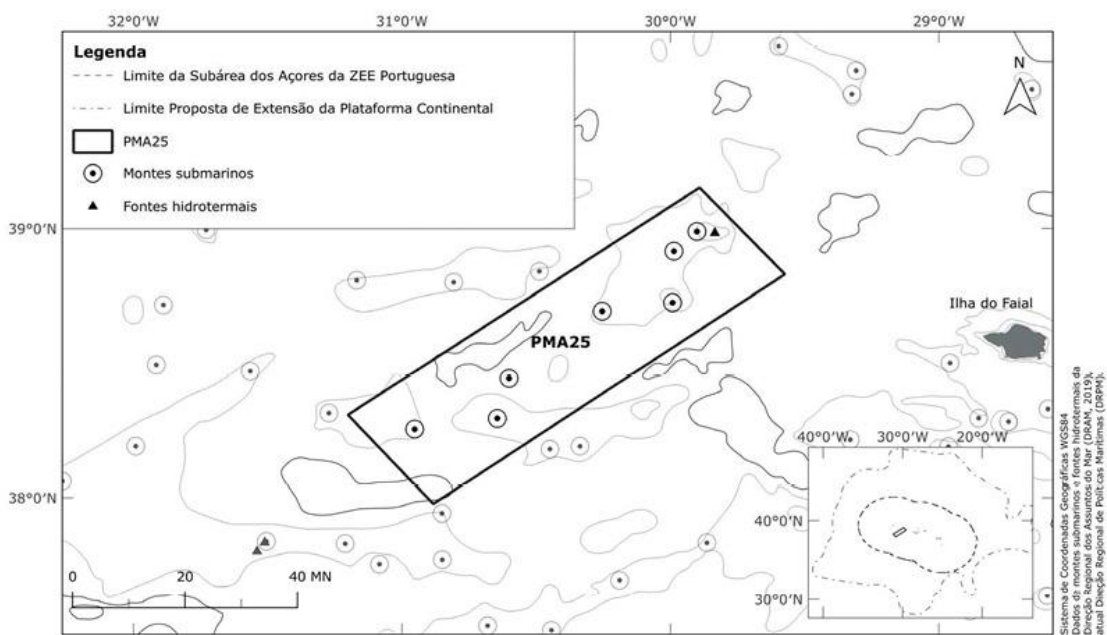 32°0'W
31°0'W
30°0'W
29°0'W
Legenda
Limite da Subárea dos Açores da ZEE Portuguesa
Limite Proposta de Extensão da Plataforma Continental
PMA25
Montes submarinos
Fontes hidrotermais
N
39°0'N
Ilha do Faial
PMA25
38°0'N
0 20 40 MN
40°0'W 30°0'W 20°0'W
40°0'N
30°0'N
Sistema de Coordenadas Geográficas WGS84
Dados de montes submarinos e fontes hidrotermais da
Direção Regional dos Assuntos do Mar (DRAM, 2019),
atual Direção Regional de Políticas Marítimas (DRPM).